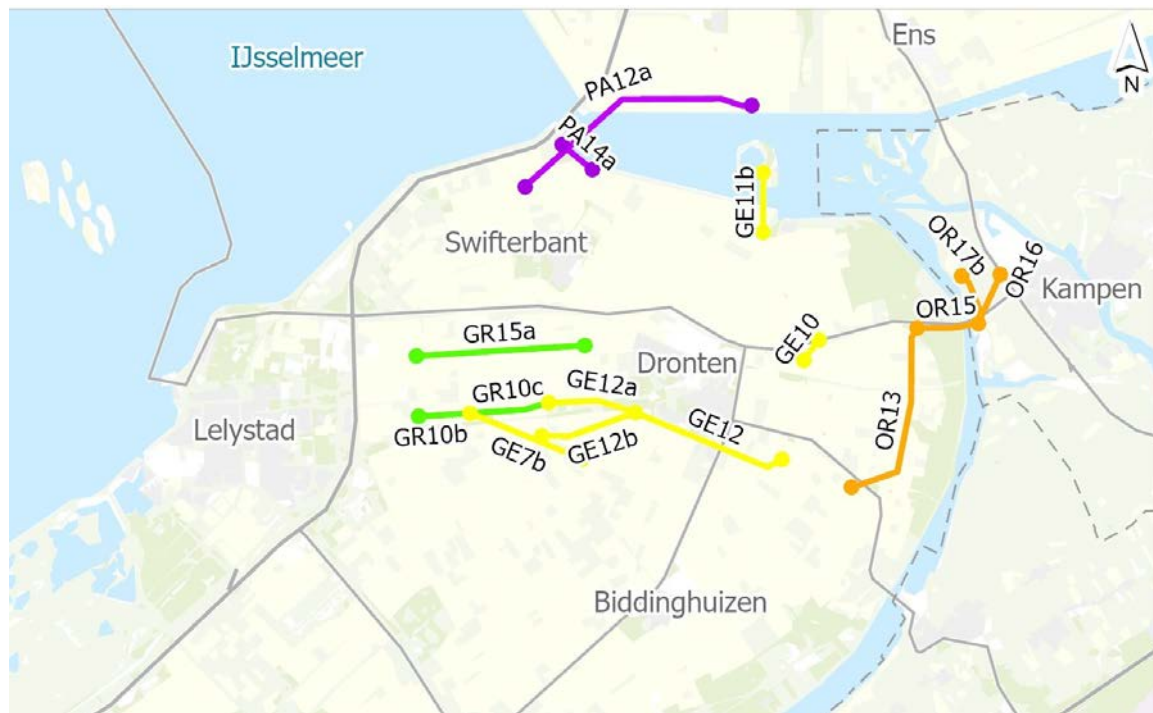 Ens
IJsselmeer
N
PA12a
PA14a
GE11b
Swifterbant
OR17b
OR16
Kampen
OR15
GE10
GR15a
Dronten
GR10c
GE12a
OR13
Lelystad
GR10b
GE7b
GE12b
GE12
Biddinghuizen